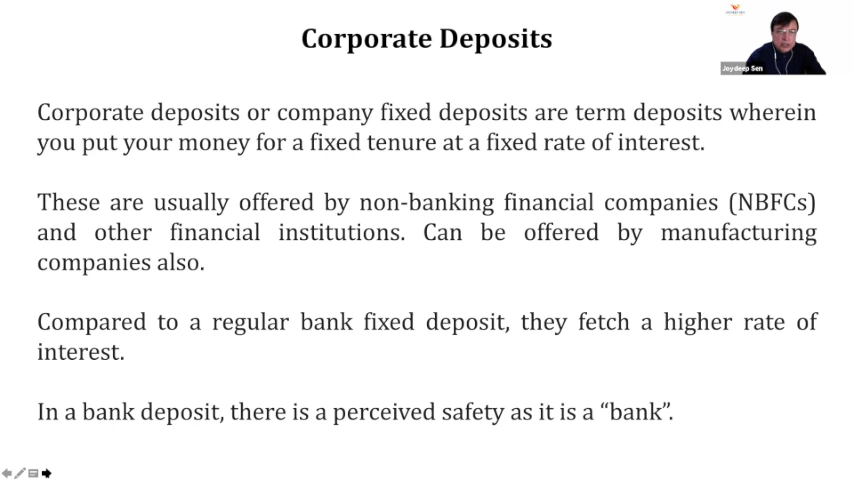 Corporate Deposits
Joydeep Sen
Corporate deposits or company fixed deposits are term deposits wherein
you put your money for a fixed tenure at a fixed rate of interest.
These are usually offered by non-banking financial companies (NBFCs)
and other financial institutions. Can be offered by manufacturing
companies also.
Compared to a regular bank fixed deposit, they fetch a higher rate of
interest.
In a bank deposit, there is a perceived safety as it is a “bank”.